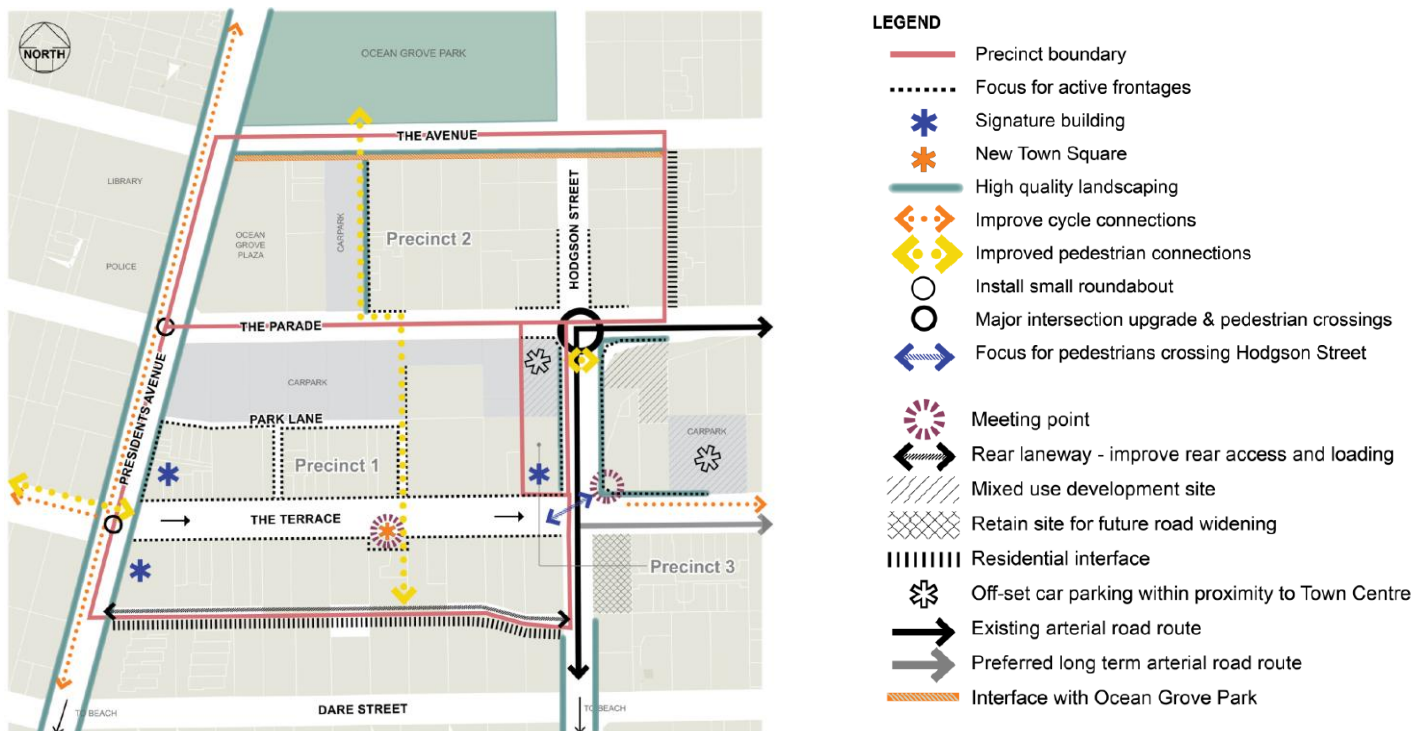 NORTH
OCEAN GROVE PARK
THE AVENUE
LIBRARY
POLICE
OCEAN
GROVE
PLAZA
CARPARK
Precinct 2
HODGSON STREET
THE PARADE
PRESIDENTS AVENUE
CARPARK
PARK LANE
Precinct 1
CARPARK
THE TERRACE
Precinct 3
TO BEACH
DARE STREET
TO BEACH
LEGEND
Precinct boundary
Focus for active frontages
Signature building
New Town Square
High quality landscaping
Improve cycle connections
Improved pedestrian connections
Install small roundabout
Major intersection upgrade & pedestrian crossings
Focus for pedestrians crossing Hodgson Street
Meeting point
Rear laneway - improve rear access and loading
Mixed use development site
Retain site for future road widening
Residential interface
Off-set car parking within proximity to Town Centre
Existing arterial road route
Preferred long term arterial road route
Interface with Ocean Grove Park